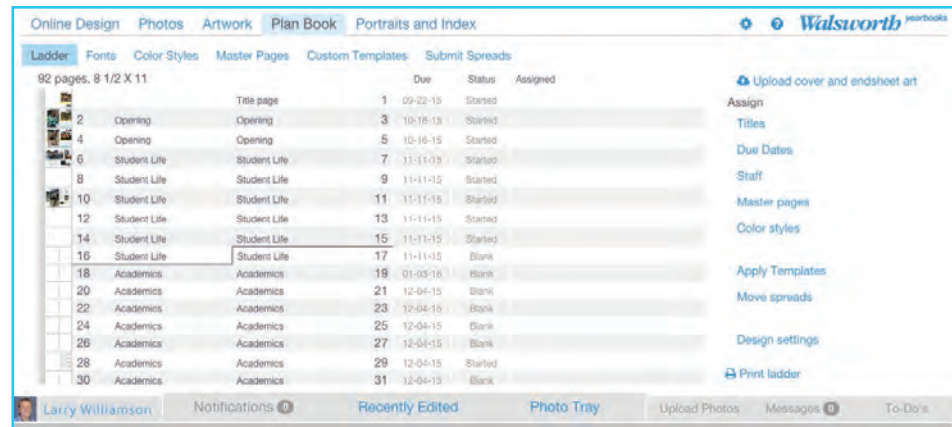 Online Design Photos Artwork Plan Book Portraits and Index Walsworth yearbooks
Ladder Fonts Color Styles Master Pages Custom Templates Submit Spreads
92 pages, 8 1/2 X 11 Due Status Assigned
Upload cover and endsheet art
Title page 1 09-22-15 Started
Assign
2 Opening Opening 3 10-16-15 Started
Titles
4 Opening Opening 5 10-16-15 Started
6 Student Life Student Life 7 11-11-15 Started
Due Dates
8 Student Life Student Life 9 11-11-15 Started
Staff
10 Student Life Student Life 11 11-11-15 Started
Master pages
12 Student Life Student Life 13 11-11-15 Started
Color styles
14 Student Life Student Life 15 11-11-15 Started
16 Student Life Student Life 17 11-11-15 Blank
18 Academics Academics 19 01-03-16 Blank
Apply Templates
20 Academics Academics 21 12-04-15 Blank
Move spreads
22 Academics Academics 23 12-04-15 Blank
24 Academics Academics 25 12-04-15 Blank
26 Academics Academics 27 12-04-15 Blank
Design settings
28 Academics Academics 29 12-04-15 Started
30 Academics Academics 31 12-04-15 Blank
Print ladder
Larry Williamson Notifications 0 Recently Edited Photo Tray Upload Photos Messages 0 To-Do's